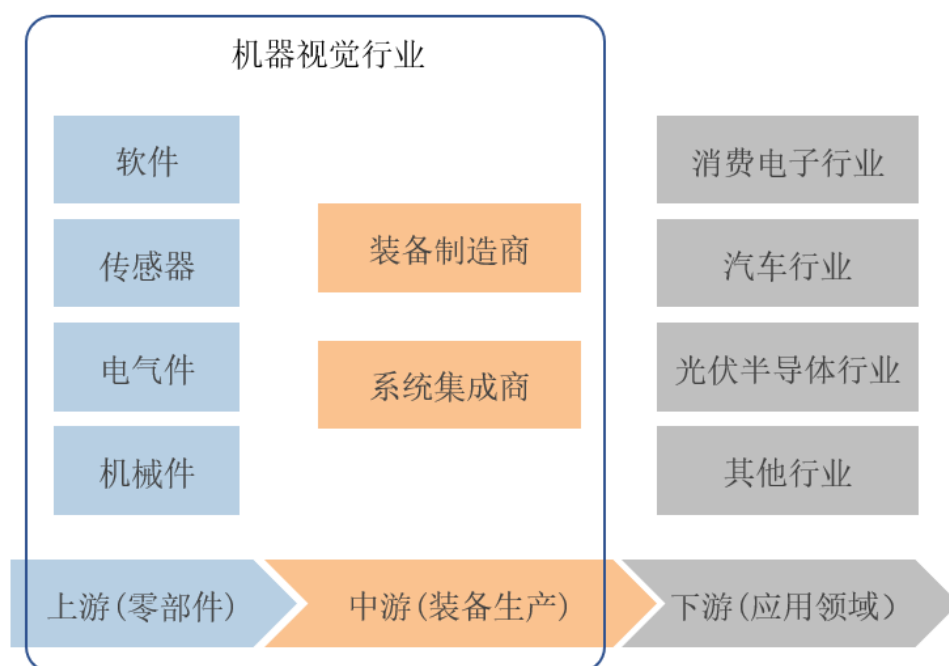 机器视觉行业
软件
传感器
电气件
机械件
装备制造商
系统集成商
消费电子行业
汽车行业
光伏半导体行业
其他行业
上游(零部件)
中游(装备生产)
下游(应用领域）